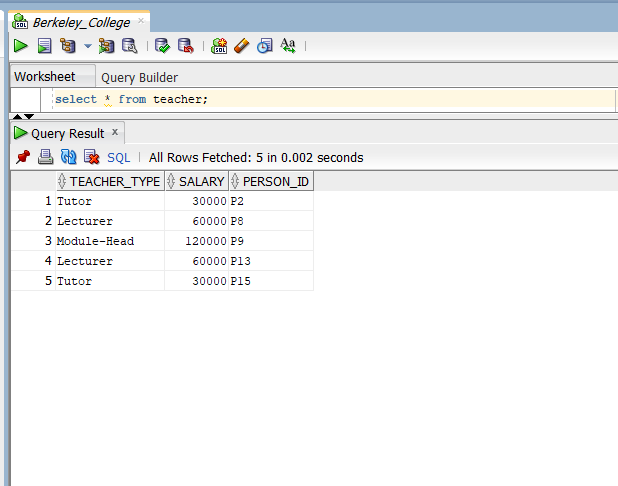 Berkeley_College
SQL Aa
Worksheet Query Builder
select * from teacher;
Query Result x
SQL | All Rows Fetched: 5 in 0.002 seconds
TEACHER_TYPE SALARY PERSON_ID
1 Tutor 30000 P2
2 Lecturer 60000 P8
3 Module-Head 120000 P9
4 Lecturer 60000 P13
5 Tutor 30000 P15